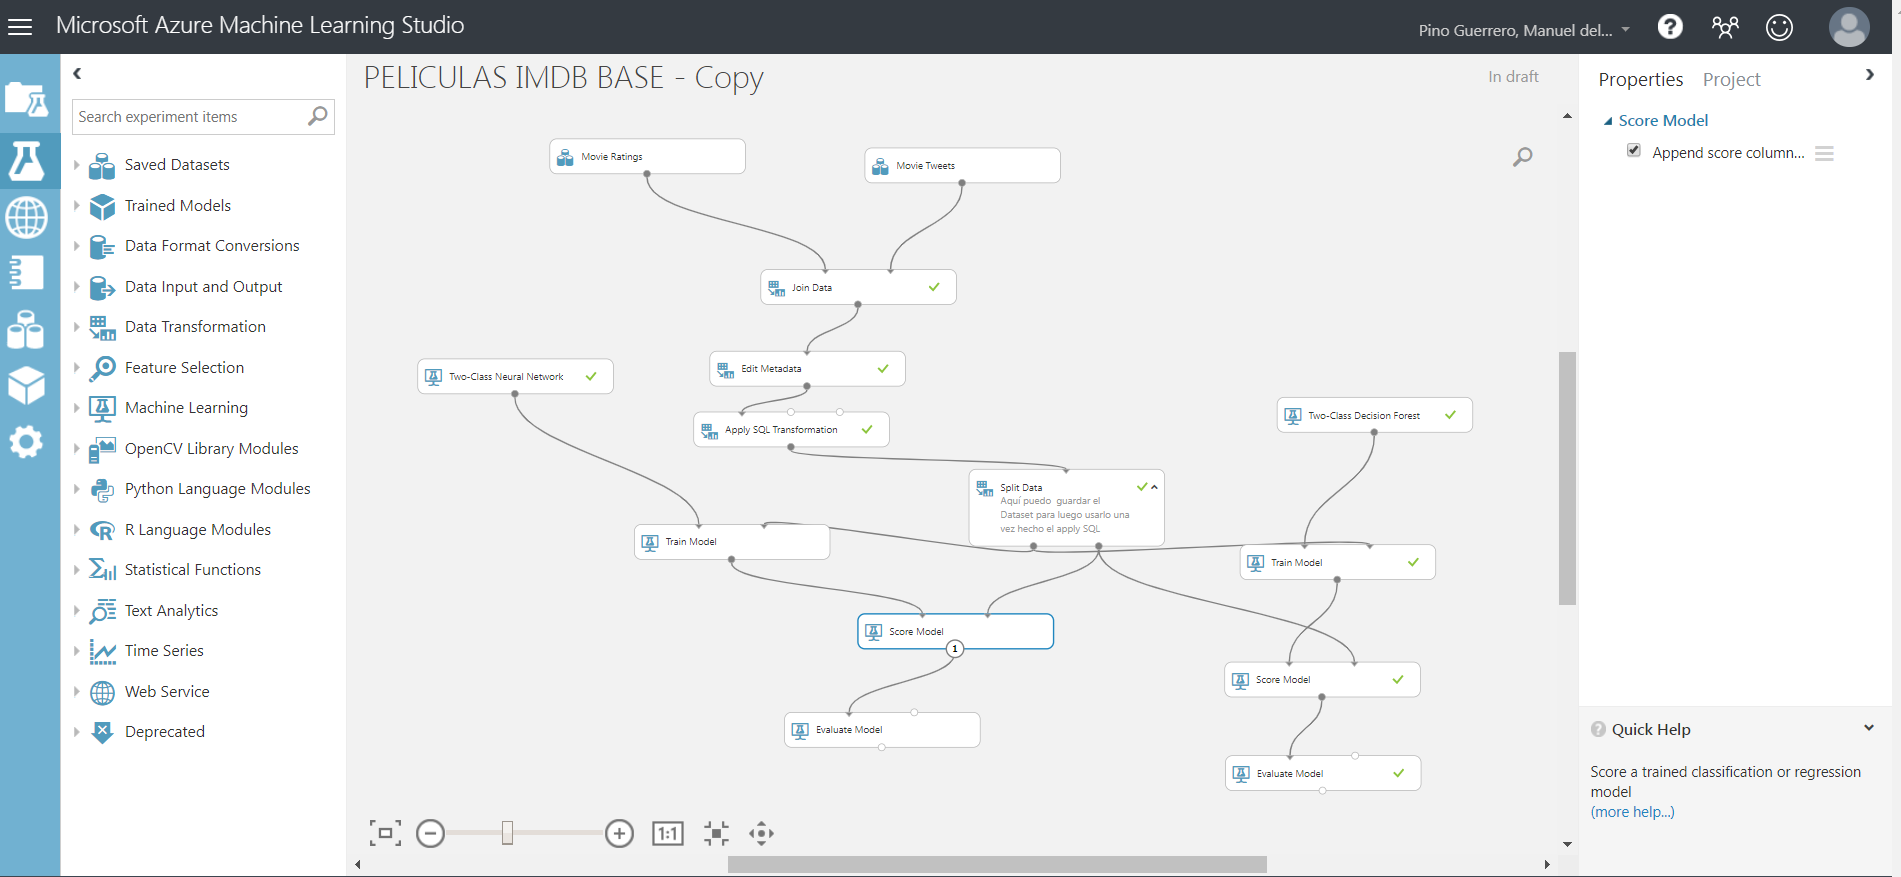 Microsoft Azure Machine Learning Studio
Pino Guerrero, Manuel del...
?
Search experiment items
Saved Datasets
Trained Models
Data Format Conversions
Data Input and Output
Data Transformation
Feature Selection
Machine Learning
OpenCV Library Modules
Python Language Modules
R Language Modules
Statistical Functions
Text Analytics
Time Series
Web Service
Deprecated
PELICULAS IMDB BASE - Copy
In draft
Movie Ratings
Movie Tweets
Join Data
Edit Metadata
Two-Class Neural Network
Apply SQL Transformation
Two-Class Decision Forest
Split Data
Aquí puedo guardar el
Dataset para luego usarlo una
vez hecho el apply SQL
Train Model
Train Model
Score Model
1
Score Model
Evaluate Model
Evaluate Model
1:1
Properties
Project
Score Model
Append score column...
? Quick Help
Score a trained classification or regression
model
(more help...)